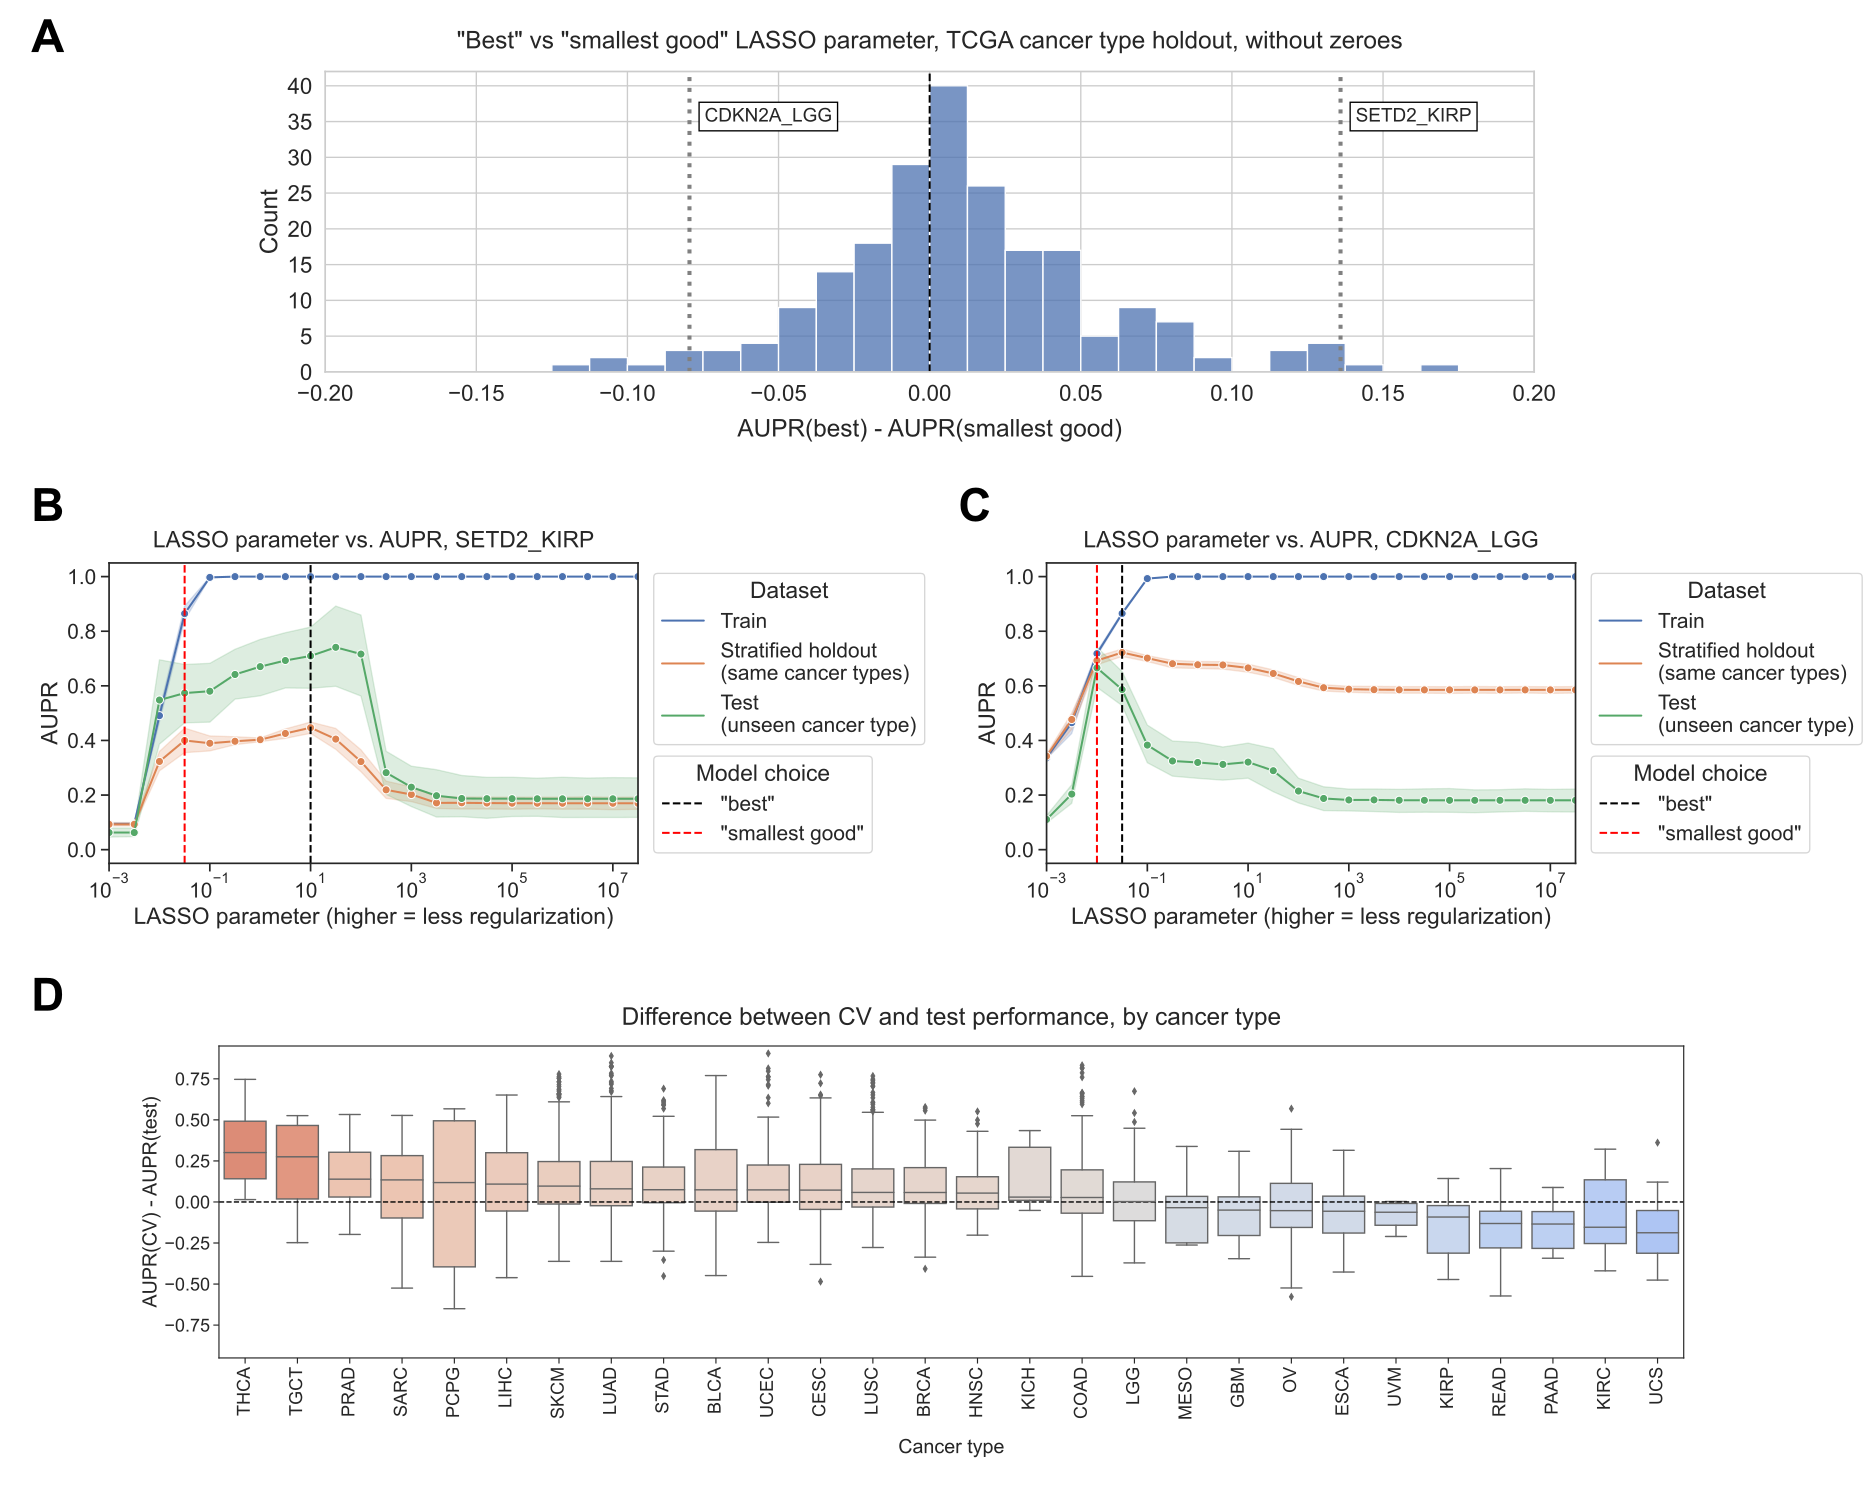 A
"Best" vs "smallest good" LASSO parameter, TCGA cancer type holdout, without zeroes
40
35
30
25
20
15
10
5
0
Count
CDKN2A_LGG
SETD2_KIRP
−0.20 −0.15 −0.10 −0.05 0.00 0.05 0.10 0.15 0.20
AUPR(best) - AUPR(smallest good)
B
LASSO parameter vs. AUPR, SETD2_KIRP
1.0
0.8
0.6
0.4
0.2
0.0
AUPR
10⁻³ 10⁻¹ 10¹ 10³ 10⁵ 10⁷
LASSO parameter (higher = less regularization)
Dataset
Train
Stratified holdout
(same cancer types)
Test
(unseen cancer type)
Model choice
"best"
"smallest good"
C
LASSO parameter vs. AUPR, CDKN2A_LGG
1.0
0.8
0.6
0.4
0.2
0.0
AUPR
10⁻³ 10⁻¹ 10¹ 10³ 10⁵ 10⁷
LASSO parameter (higher = less regularization)
Dataset
Train
Stratified holdout
(same cancer types)
Test
(unseen cancer type)
Model choice
"best"
"smallest good"
D
Difference between CV and test performance, by cancer type
0.75
0.50
0.25
0.00
−0.25
−0.50
−0.75
AUPR(CV) - AUPR(test)
THCA TGCT PRAD SARC PCPG LIHC SKCM LUAD STAD BLCA UCEC CESC LUSC BRCA HNSC KICH COAD LGG MESO GBM OV ESCA UVM KIRP READ PAAD KIRC UCS
Cancer type